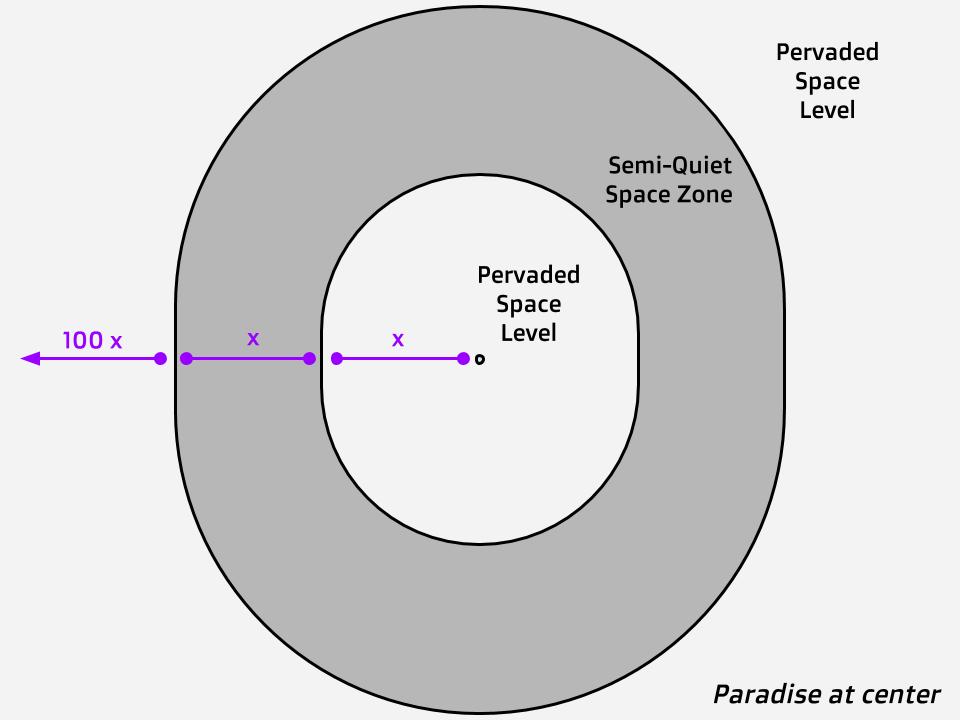 Pervaded
Space
Level
Semi-Quiet
Space Zone
Pervaded
Space
Level
100 x
x
x
Paradise at center